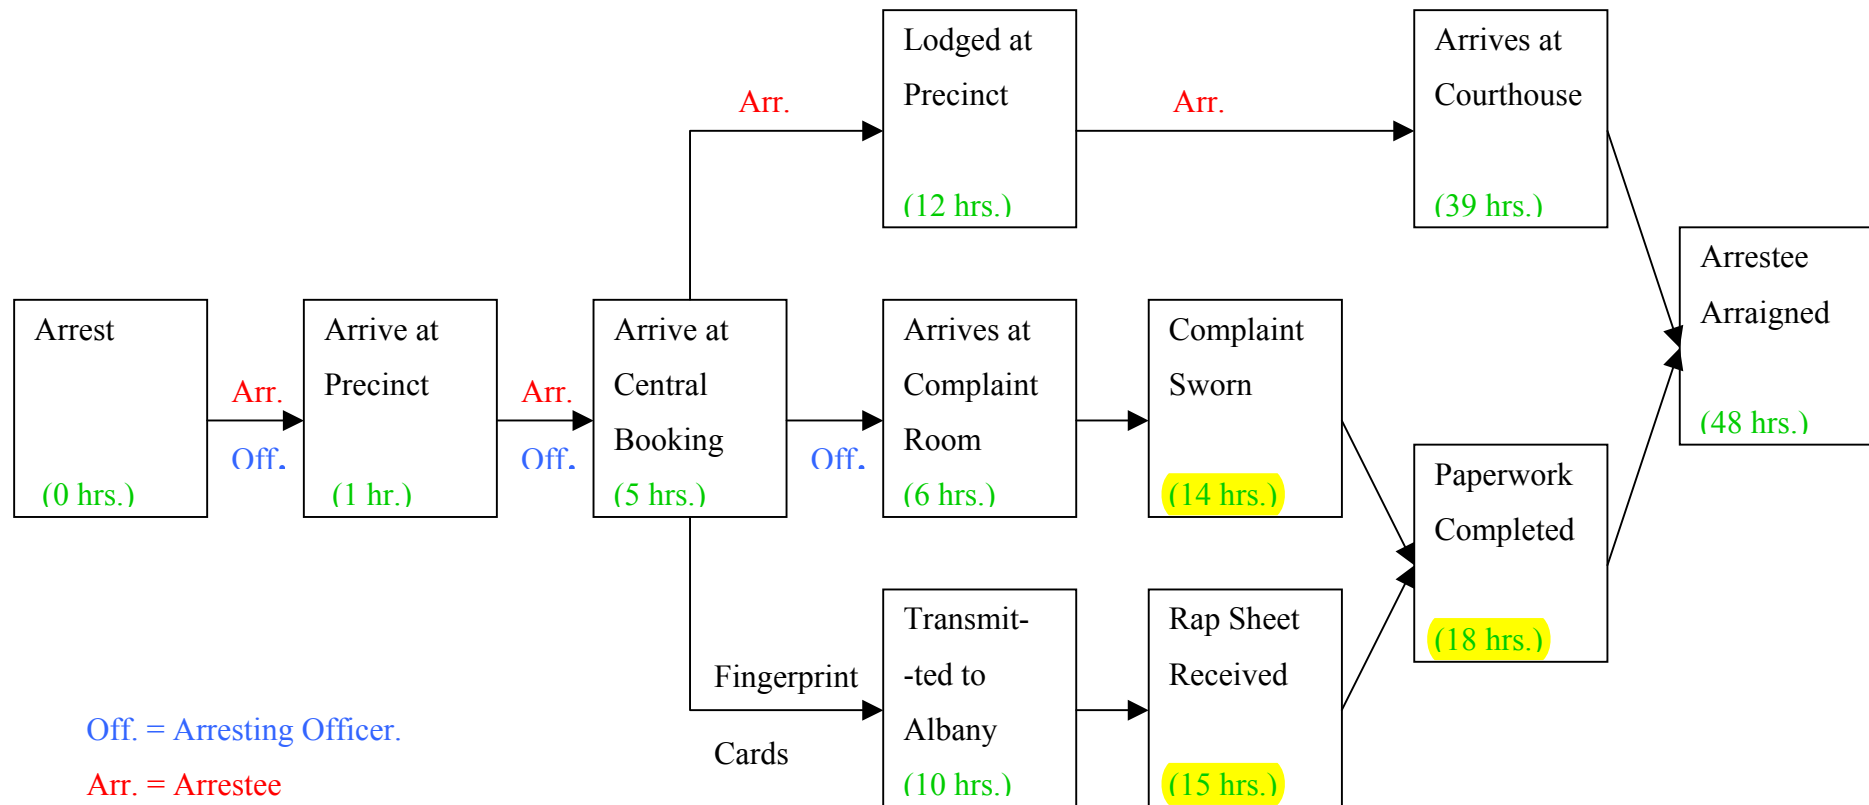 Lodged at
Precinct
(12 hrs.)
Arr.
Arr.
Arrives at
Courthouse
(39 hrs.)
Arrestee
Arraigned
(48 hrs.)
Arrest
(0 hrs.)
Arr.
Off.
Arrive at
Precinct
(1 hr.)
Arr.
Off.
Arrive at
Central
Booking
(5 hrs.)
Off.
Arrives at
Complaint
Room
(6 hrs.)
Complaint
Sworn
(14 hrs.)
Paperwork
Completed
(18 hrs.)
Fingerprint
Cards
Transmit-
-ted to
Albany
(10 hrs.)
Rap Sheet
Received
(15 hrs.)
Off. = Arresting Officer.
Arr. = Arrestee